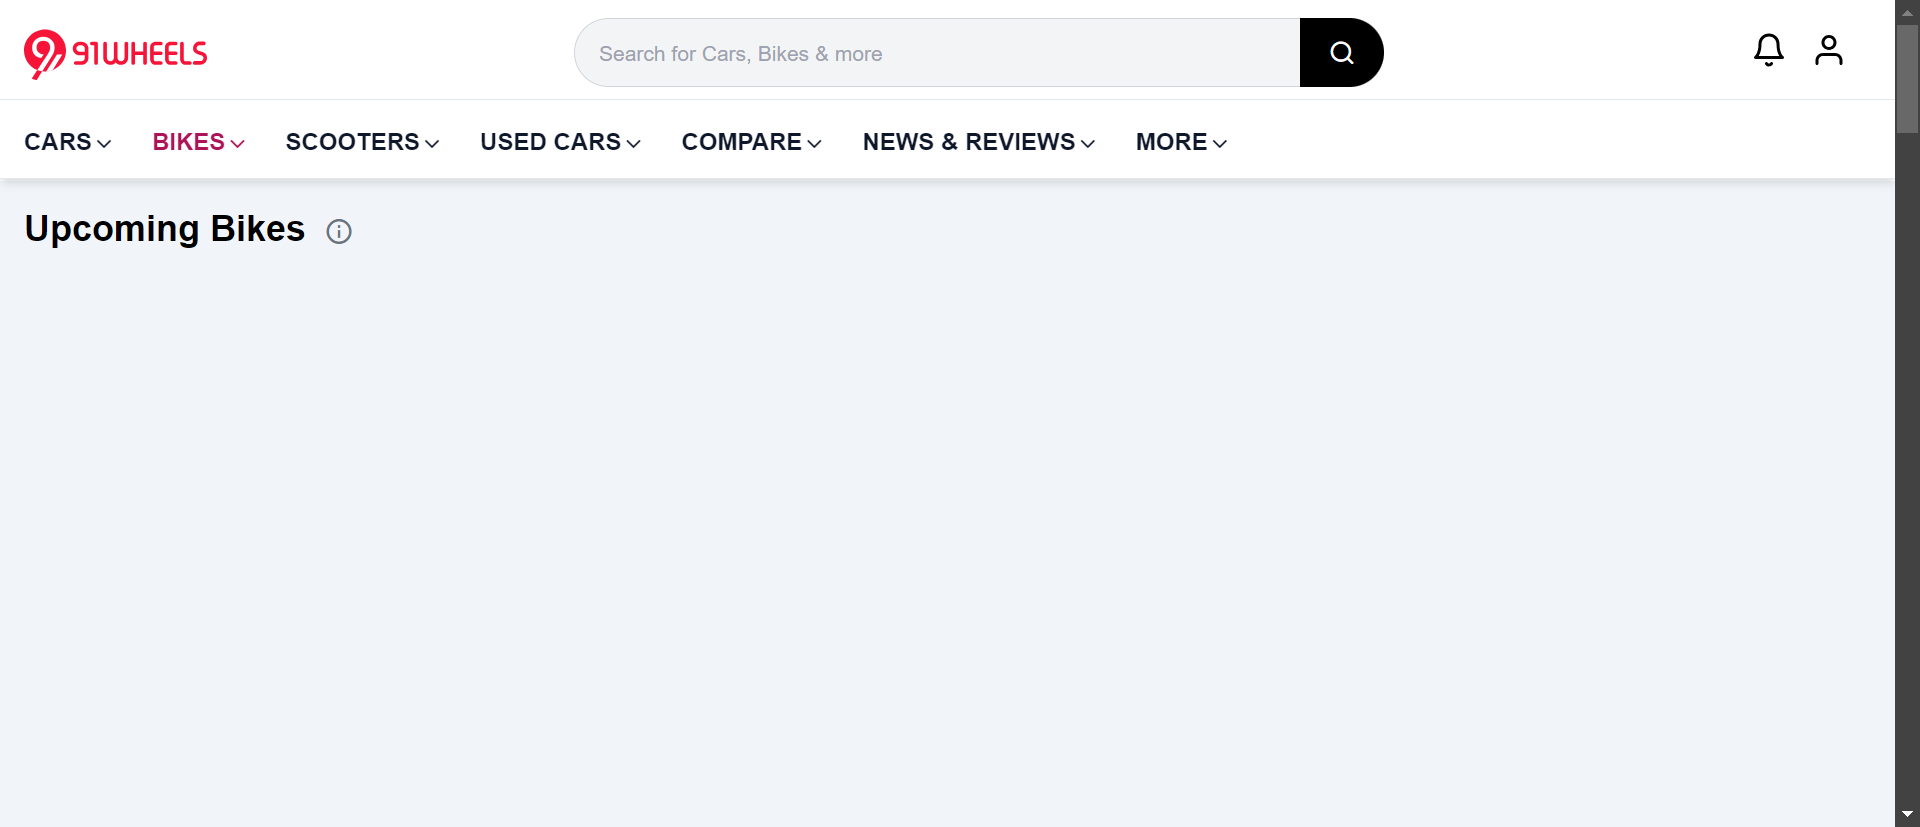 91WHEELS
Search for Cars, Bikes & more
CARS BIKES SCOOTERS USED CARS COMPARE NEWS & REVIEWS MORE
Upcoming Bikes